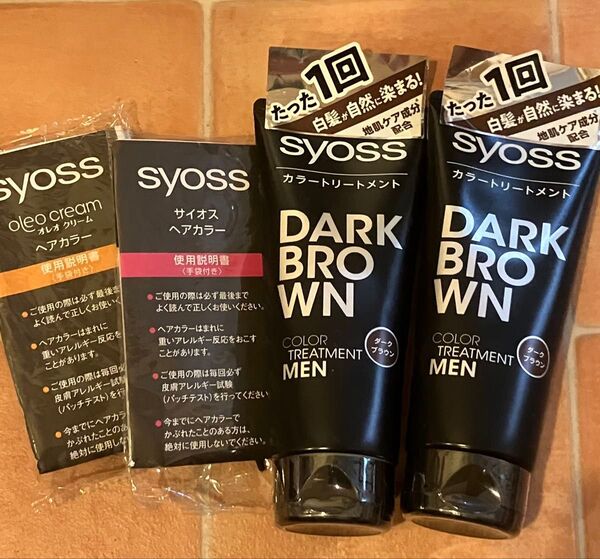 syoss
oleo cream
オレオ クリーム
ヘアカラー
使用説明書
〈手袋付き〉
●ご使用の際は必ず最後まで
よく読んで正しくお使い
●ヘアカラーはまれに
重いアレルギー反応を
ことがあります。
●ご使用の際は毎回必ず
皮膚アレルギー試験
(パッチテスト)を行って
●今までにヘアカラーで
かぶれたことのある
絶対に使用しない
syoss
サイオス
ヘアカラー
使用説明書
〈手袋付き〉
●ご使用の際は必ず最後まで
よく読んで正しくお使いください。
●ヘアカラーはまれに
重いアレルギー反応をおこす
ことがあります。
●ご使用の際は毎回必ず
皮膚アレルギー試験
(パッチテスト)を行ってください
●今までにヘアカラーで
かぶれたことのある方は、
絶対に使用しないでください。
たった1回
白髪が自然に染まる!
地肌ケア成分
配合
syoss
カラートリートメント
DARK
BRO
WN
COLOR
TREATMENT
MEN
ダーク
ブラウン
たった1回
白髪が自然に染まる!
地肌ケア成分
配合
syoss
カラートリートメント
DARK
BRO
WN
COLOR
TREATMENT
MEN
ダーク
ブラウン